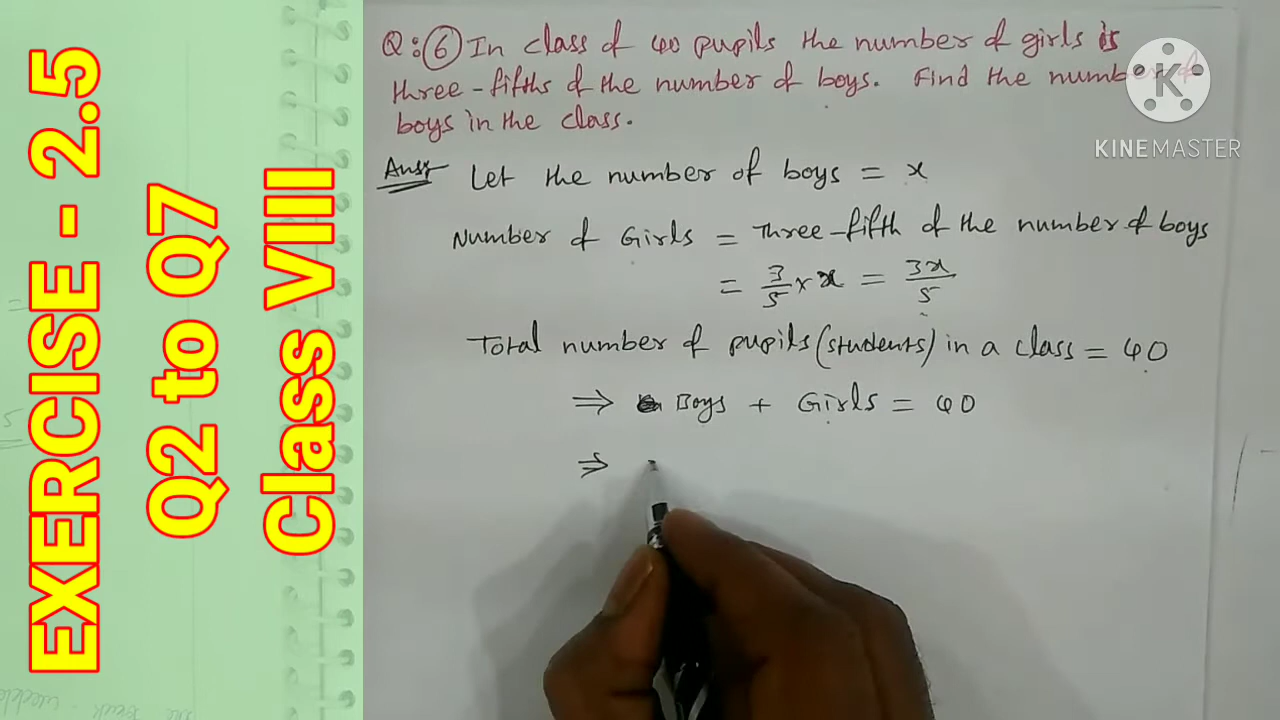 EXERCISE - 2.5
Q2 to Q7
Class VIII
Q:⑥ In class of 40 pupils the number of girls is
three-fifths of the number of boys. Find the number of
boys in the class.
KINEMASTER
Ans: Let the number of boys = x
Number of Girls = Three-fifth of the number of boys
= 3/5 × x = 3x/5
Total number of pupils (students) in a class = 40
⇒ Boys + Girls = 40
⇒